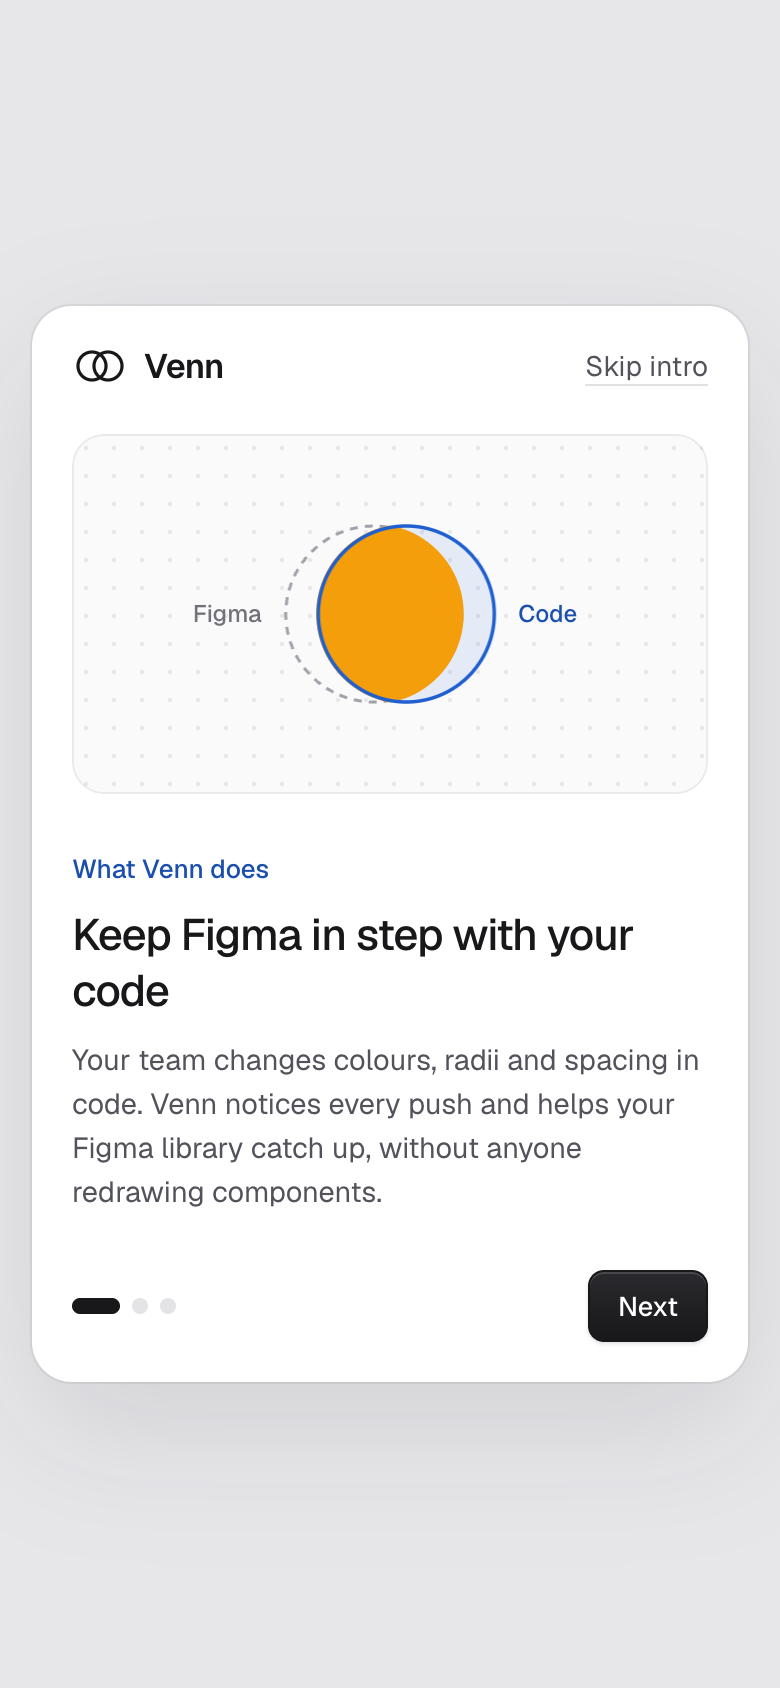 Venn
Skip intro
Figma
Code
What Venn does
Keep Figma in step with your
code
Your team changes colours, radii and spacing in
code. Venn notices every push and helps your
Figma library catch up, without anyone
redrawing components.
Next